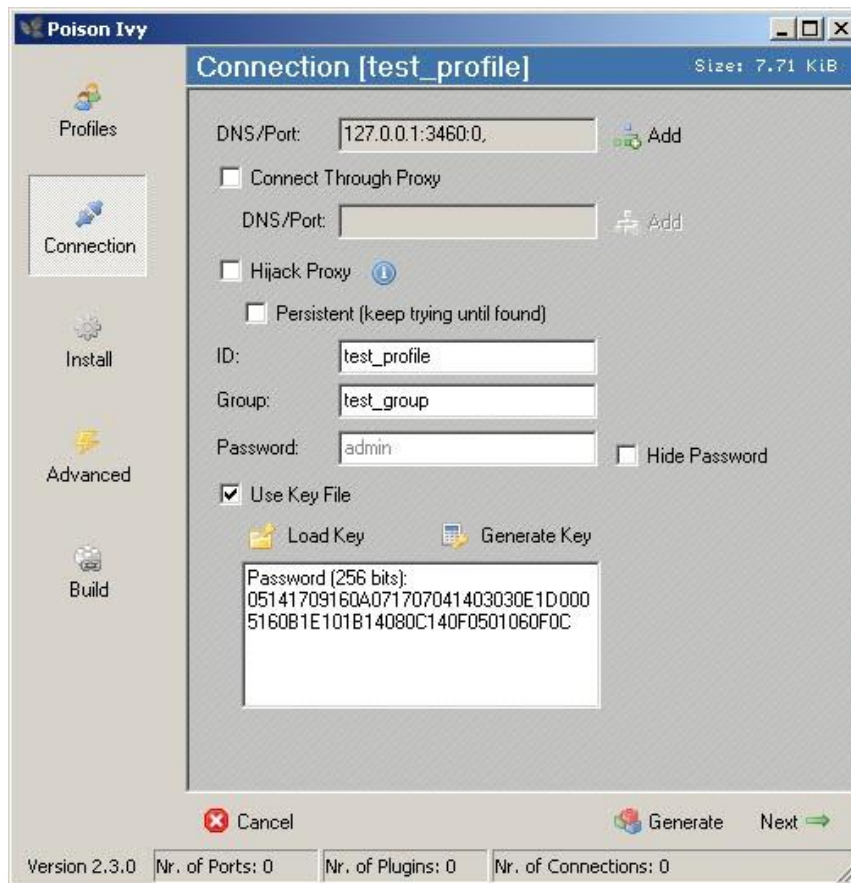 Poison Ivy
Connection [test_profile]
Size: 7.71 KiB
Profiles
Connection
Install
Advanced
Build
DNS/Port: 127.0.0.1:3460:0, Add
Connect Through Proxy
DNS/Port: Add
Hijack Proxy
Persistent (keep trying until found)
ID: test_profile
Group: test_group
Password: admin Hide Password
Use Key File
Load Key Generate Key
Password (256 bits):
05141709160A071707041403030E1D000
5160B1E101B14080C140F0501060F0C
Cancel Generate Next
Version 2.3.0 Nr. of Ports: 0 Nr. of Plugins: 0 Nr. of Connections: 0